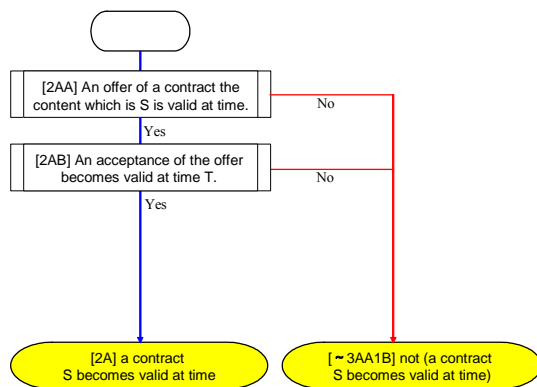 [2AA] An offer of a contract the
content which is S is valid at time.
No
Yes
[2AB] An acceptance of the offer
becomes valid at time T.
No
Yes
[2A] a contract
S becomes valid at time
[ ~3AA1B] not (a contract
S becomes valid at time)